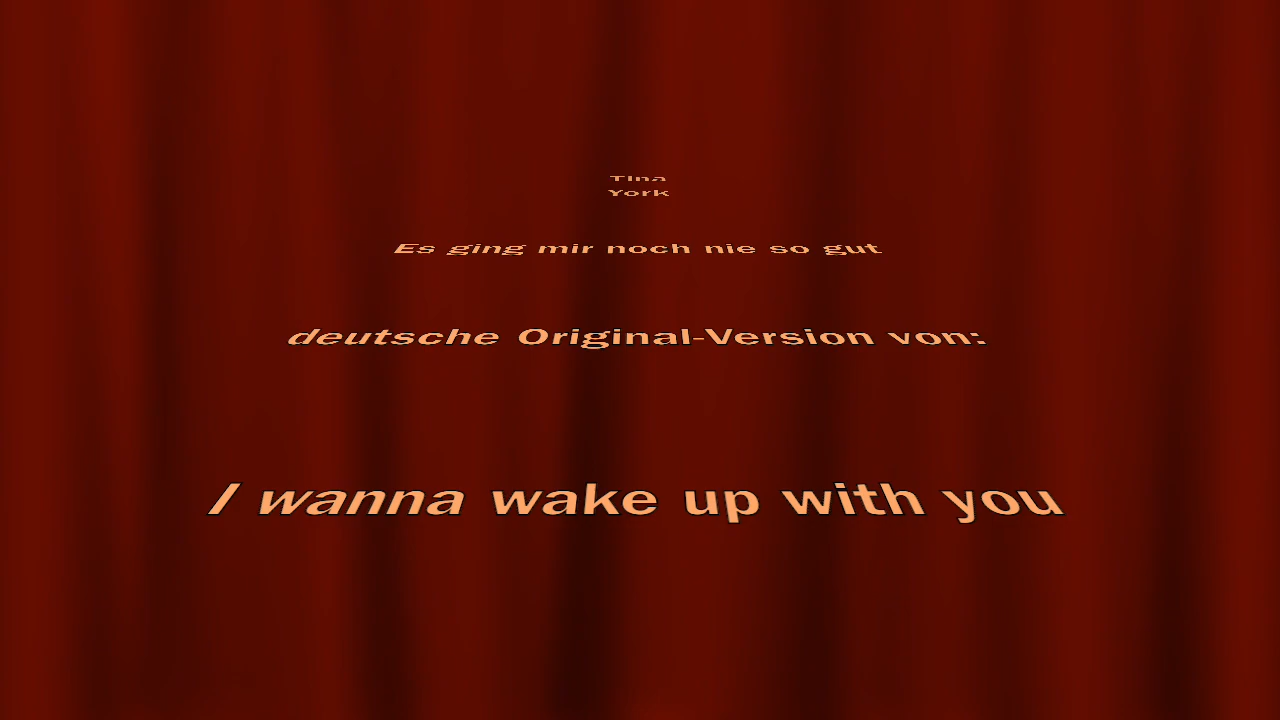 Tina
York
Es ging mir noch nie so gut
deutsche Original-Version von:
I wanna wake up with you